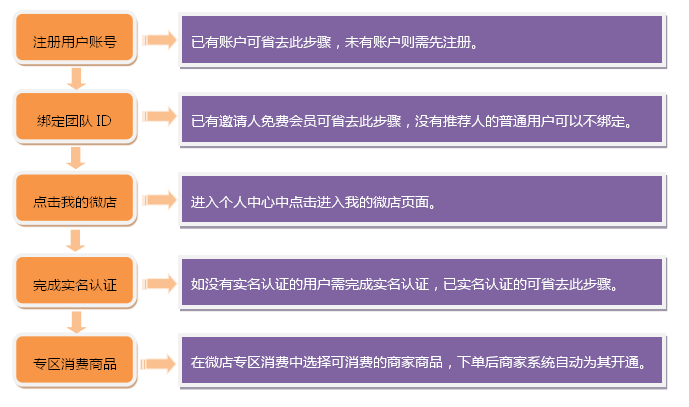 注册用户账号
已有账户可省去此步骤，未有账户则需先注册。
绑定团队 ID
已有邀请人免费会员可省去此步骤，没有推荐人的普通用户可以不绑定。
点击我的微店
进入个人中心中点击进入我的微店页面。
完成实名认证
如没有实名认证的用户需完成实名认证，已实名认证的可省去此步骤。
专区消费商品
在微店专区消费中选择可消费的商家商品，下单后商家系统自动为其开通。